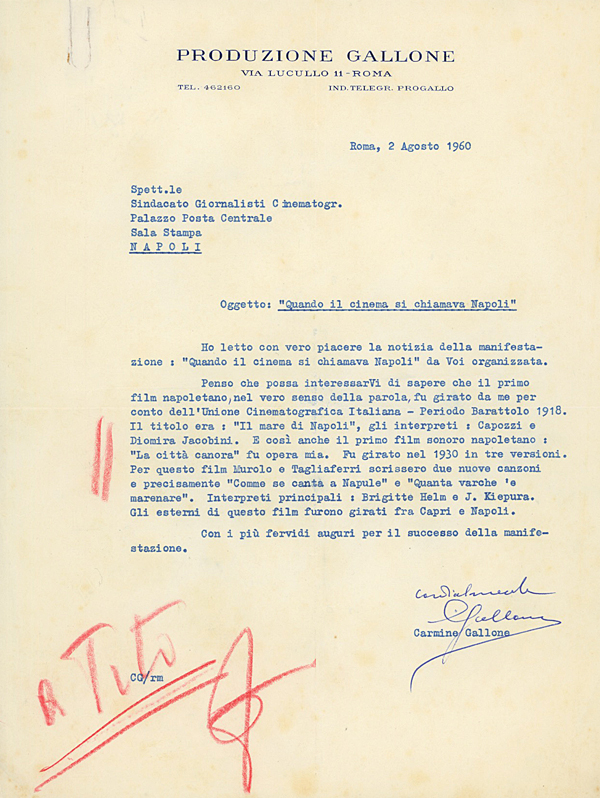 PRODUZIONE GALLONE
VIA LUCULLO 11-ROMA
TEL. 462160 IND. TELEGR. PROGALLO
Roma, 2 Agosto 1960
Spett.le
Sindacato Giornalisti Cinematogr.
Palazzo Posta Centrale
Sala Stampa
N A P O L I
Oggetto: "Quando il cinema si chiamava Napoli"
Ho letto con vero piacere la notizia della manifesta-
zione : "Quando il cinema si chiamava Napoli" da Voi organizzata.
Penso che possa interessarVi di sapere che il primo
film napoletano,nel vero senso della parola,fu girato da me per
conto dell'Unione Cinematografica Italiana - Periodo Barattolo 1918.
Il titolo era : "Il mare di Napoli", gli interpreti : Capozzi e
Diomira Jacobini. E così anche il primo film sonoro napoletano :
"La città canora" fu opera mia. Fu girato nel 1930 in tre versioni.
Per questo film Murolo e Tagliaferri scrissero due nuove canzoni
e precisamente "Comme se canta a Napule" e "Quanta varche 'e
marenare". Interpreti principali : Brigitte Helm e J. Kiepura.
Gli esterni di questo film furono girati fra Capri e Napoli.
Con i più fervidi auguri per il successo della manife-
stazione.
cordialmente
CGallone
Carmine Gallone
A Tito
CG/rm